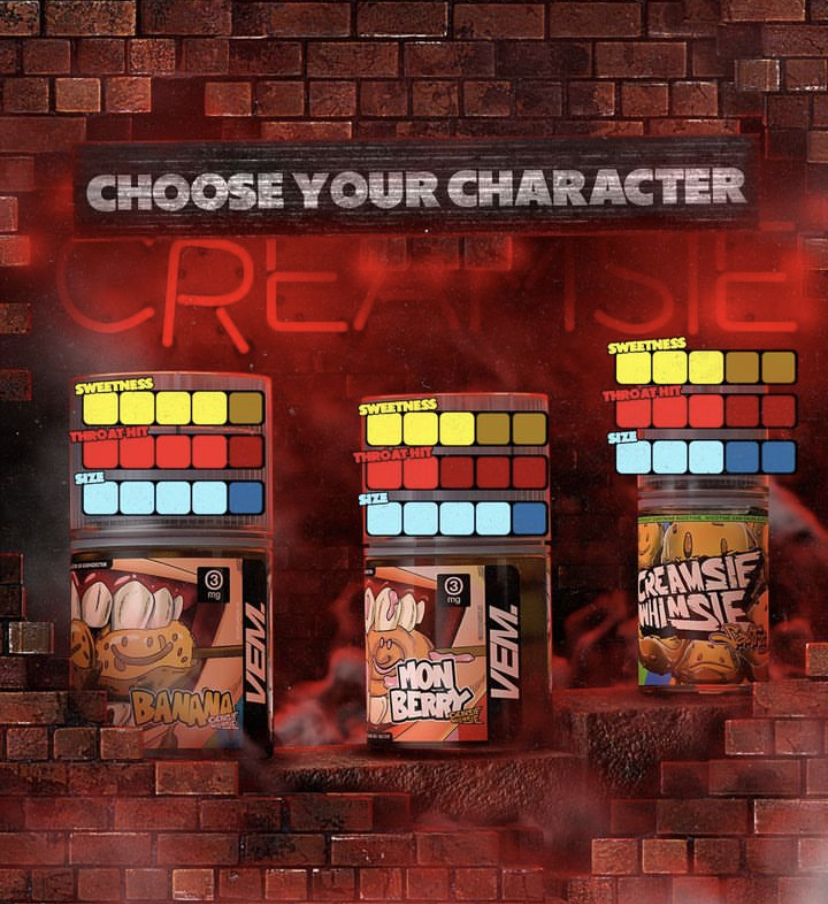 CHOOSE YOUR CHARACTER
CREAMSIE
SWEETNESS
THROAT HIT
SIZE
SWEETNESS
THROAT HIT
SIZE
SWEETNESS
THROAT HIT
SIZE
3
mg
VEM.
BANANA
3
mg
VEM.
MON
BERRY
CREAMSIE
WHIMSIE